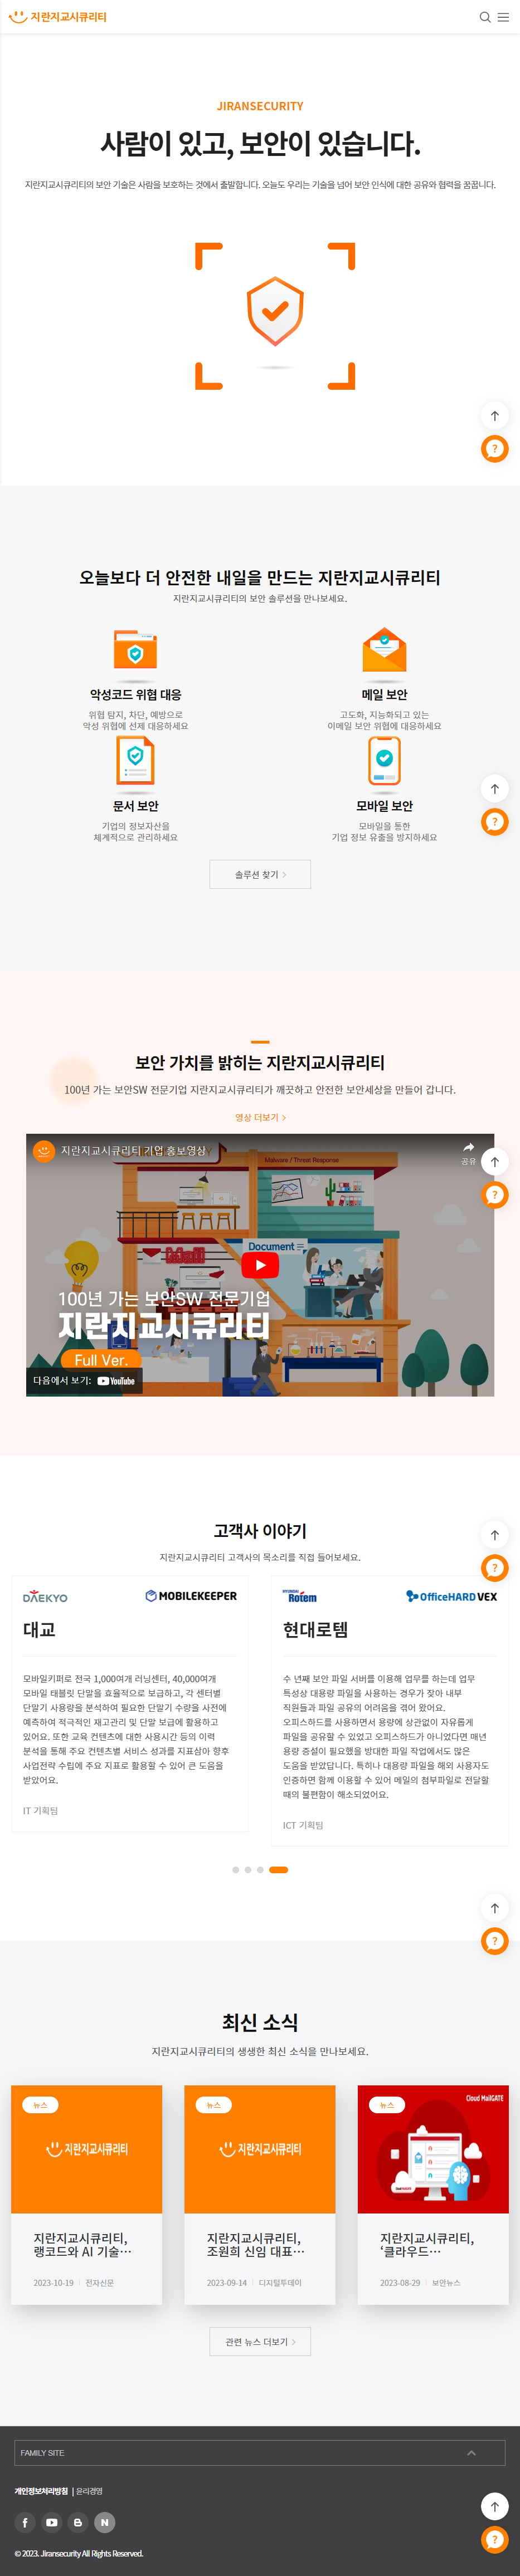 지란지교시큐리티
JIRANSECURITY
사람이 있고, 보안이 있습니다.
지란지교시큐리티의 보안 기술은 사람을 보호하는 것에서 출발합니다. 오늘도 우리는 기술을 넘어 보안 인식에 대한 공유와 협력을 꿈꿉니다.
?
오늘보다 더 안전한 내일을 만드는 지란지교시큐리티
지란지교시큐리티의 보안 솔루션을 만나보세요.
악성코드 위협 대응
위협 탐지, 차단, 예방으로
악성 위협에 선제 대응하세요
메일 보안
고도화, 지능화되고 있는
이메일 보안 위협에 대응하세요
문서 보안
기업의 정보자산을
체계적으로 관리하세요
모바일 보안
모바일을 통한
기업 정보 유출을 방지하세요
?
솔루션 찾기
보안 가치를 밝히는 지란지교시큐리티
100년 가는 보안SW 전문기업 지란지교시큐리티가 깨끗하고 안전한 보안세상을 만들어 갑니다.
영상 더보기
지란지교시큐리티 기업 홍보영상
공유
Malware / Threat Response
?
Mail
Document
100년 가는 보안SW 전문기업
지란지교시큐리티
Full Ver.
다음에서 보기: YouTube
고객사 이야기
지란지교시큐리티 고객사의 목소리를 직접 들어보세요.
?
DAEKYO
MOBILEKEEPER
대교
모바일키퍼로 전국 1,000여개 러닝센터, 40,000여개
모바일 태블릿 단말을 효율적으로 보급하고, 각 센터별
단말기 사용량을 분석하여 필요한 단말기 수량을 사전에
예측하여 적극적인 재고관리 및 단말 보급에 활용하고
있어요. 또한 교육 컨텐츠에 대한 사용시간 등의 이력
분석을 통해 주요 컨텐츠별 서비스 성과를 지표삼아 향후
사업전략 수립에 주요 지표로 활용할 수 있어 큰 도움을
받았어요.
IT 기획팀
HYUNDAI
Rotem
OfficeHARD VEX
현대로템
수 년째 보안 파일 서버를 이용해 업무를 하는데 업무
특성상 대용량 파일을 사용하는 경우가 잦아 내부
직원들과 파일 공유의 어려움을 겪어 왔어요.
오피스하드를 사용하면서 용량에 상관없이 자유롭게
파일을 공유할 수 있었고 오피스하드가 아니였다면 매년
용량 증설이 필요했을 방대한 파일 작업에서도 많은
도움을 받았답니다. 특히나 대용량 파일을 해외 사용자도
인증하면 함께 이용할 수 있어 메일의 첨부파일로 전달할
때의 불편함이 해소되었어요.
ICT 기획팀
?
최신 소식
지란지교시큐리티의 생생한 최신 소식을 만나보세요.
뉴스
지란지교시큐리티
지란지교시큐리티,
랭코드와 AI 기술…
2023-10-19 전자신문
뉴스
지란지교시큐리티
지란지교시큐리티,
조원희 신임 대표…
2023-09-14 디지털투데이
뉴스
Cloud MailGATE
지란지교시큐리티,
‘클라우드…
2023-08-29 보안뉴스
관련 뉴스 더보기
FAMILY SITE
개인정보처리방침 | 윤리경영
?
© 2023. Jiransecurity All Rights Reserved.